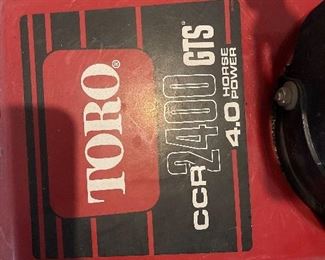 TORO®
CCR 2400 GTS®
4.0 HORSE
POWER